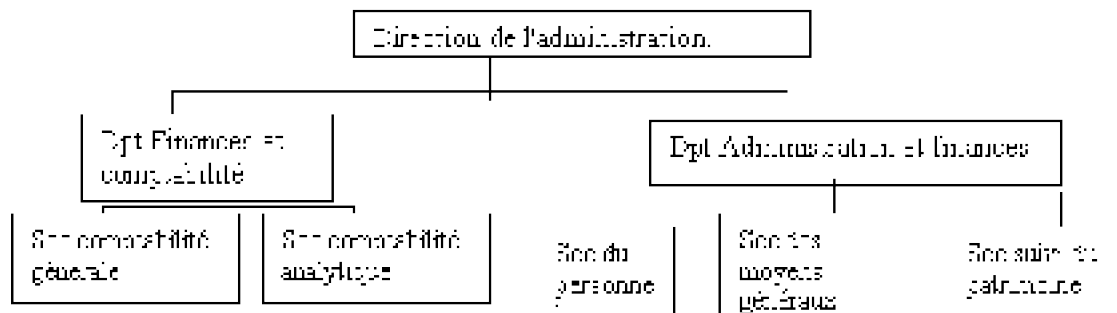 Direction de l'administration.
Dpt Finances et
comptabilité
Dpt Administration et finances
comptabilité
générale
comptabilité
analytique
du
personne
des
moyens
généraux
suivi du
patrimoine